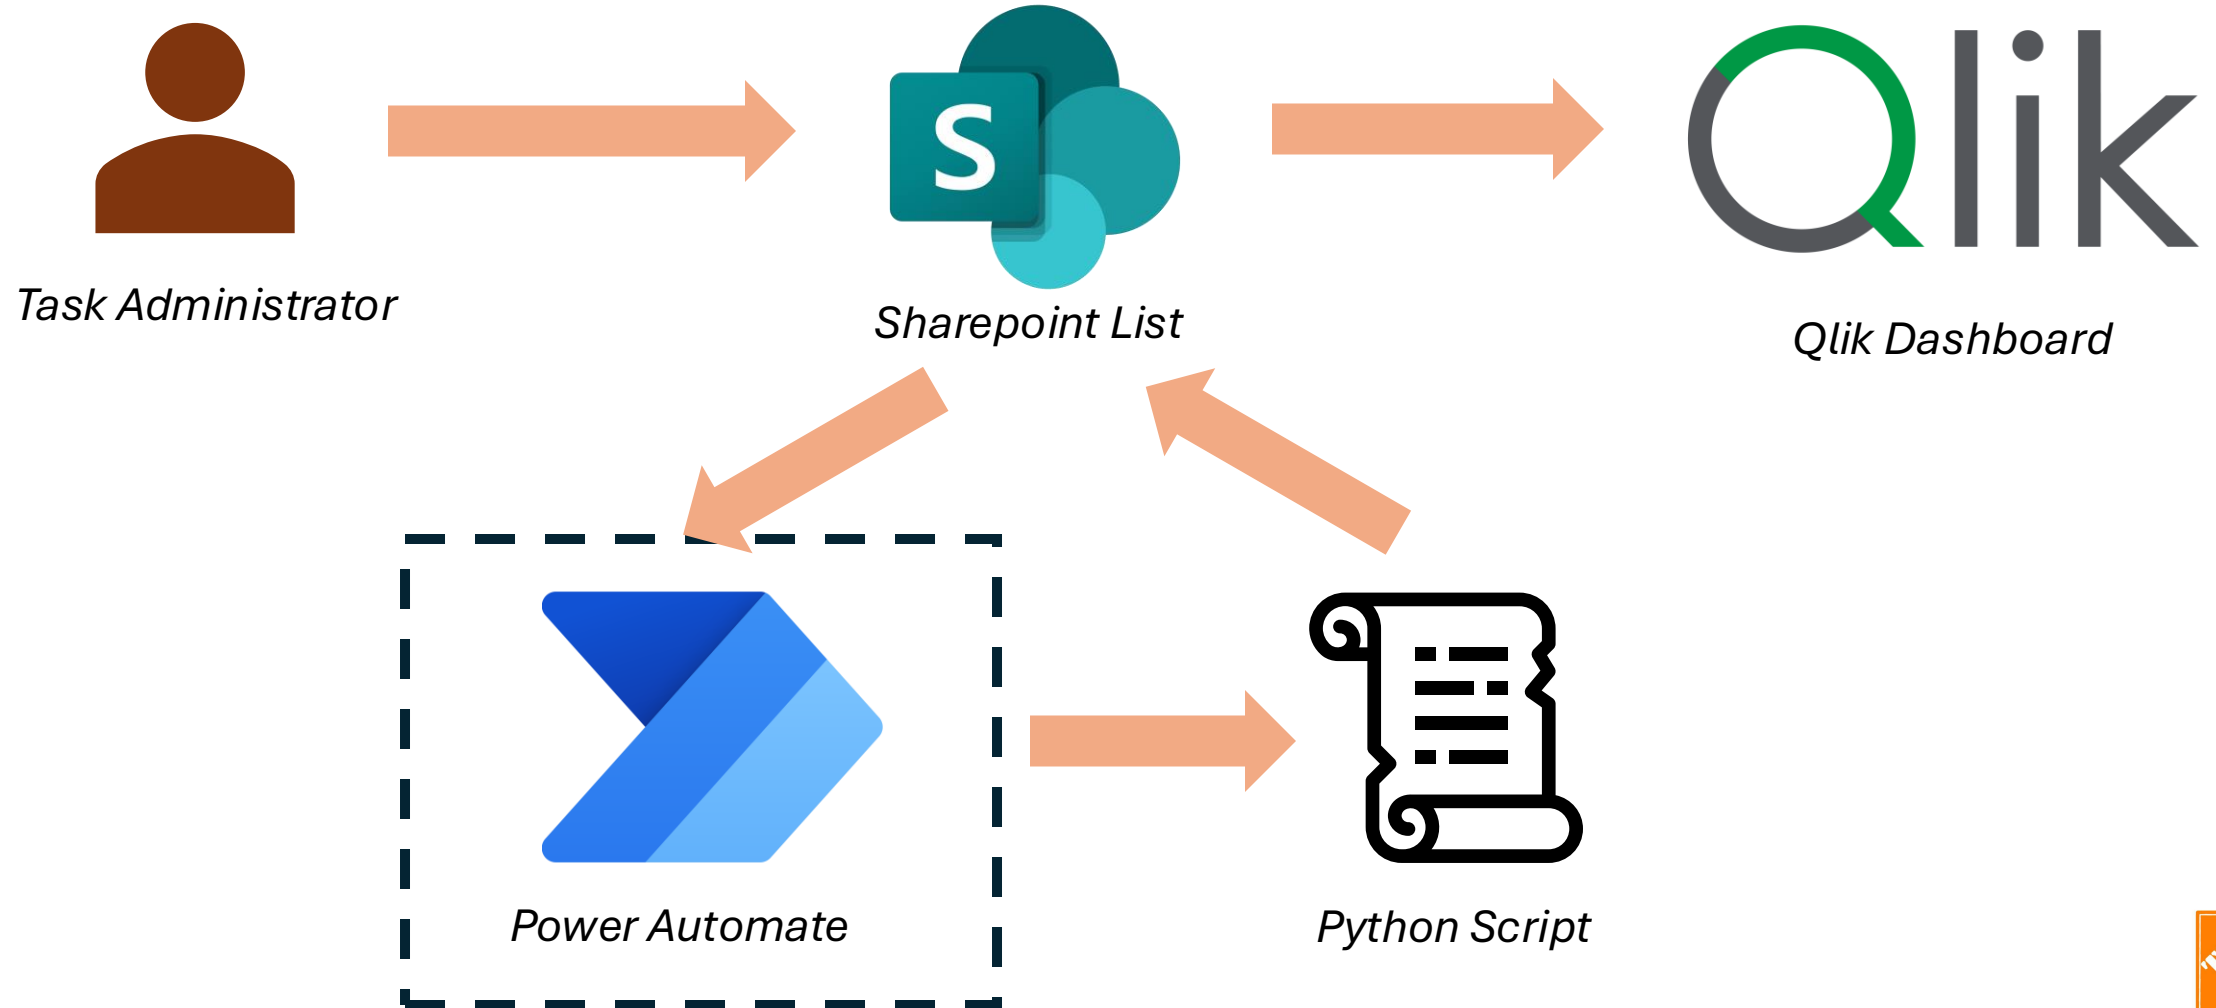 S
Qlik
Task Administrator
Sharepoint List
Qlik Dashboard
Power Automate
Python Script